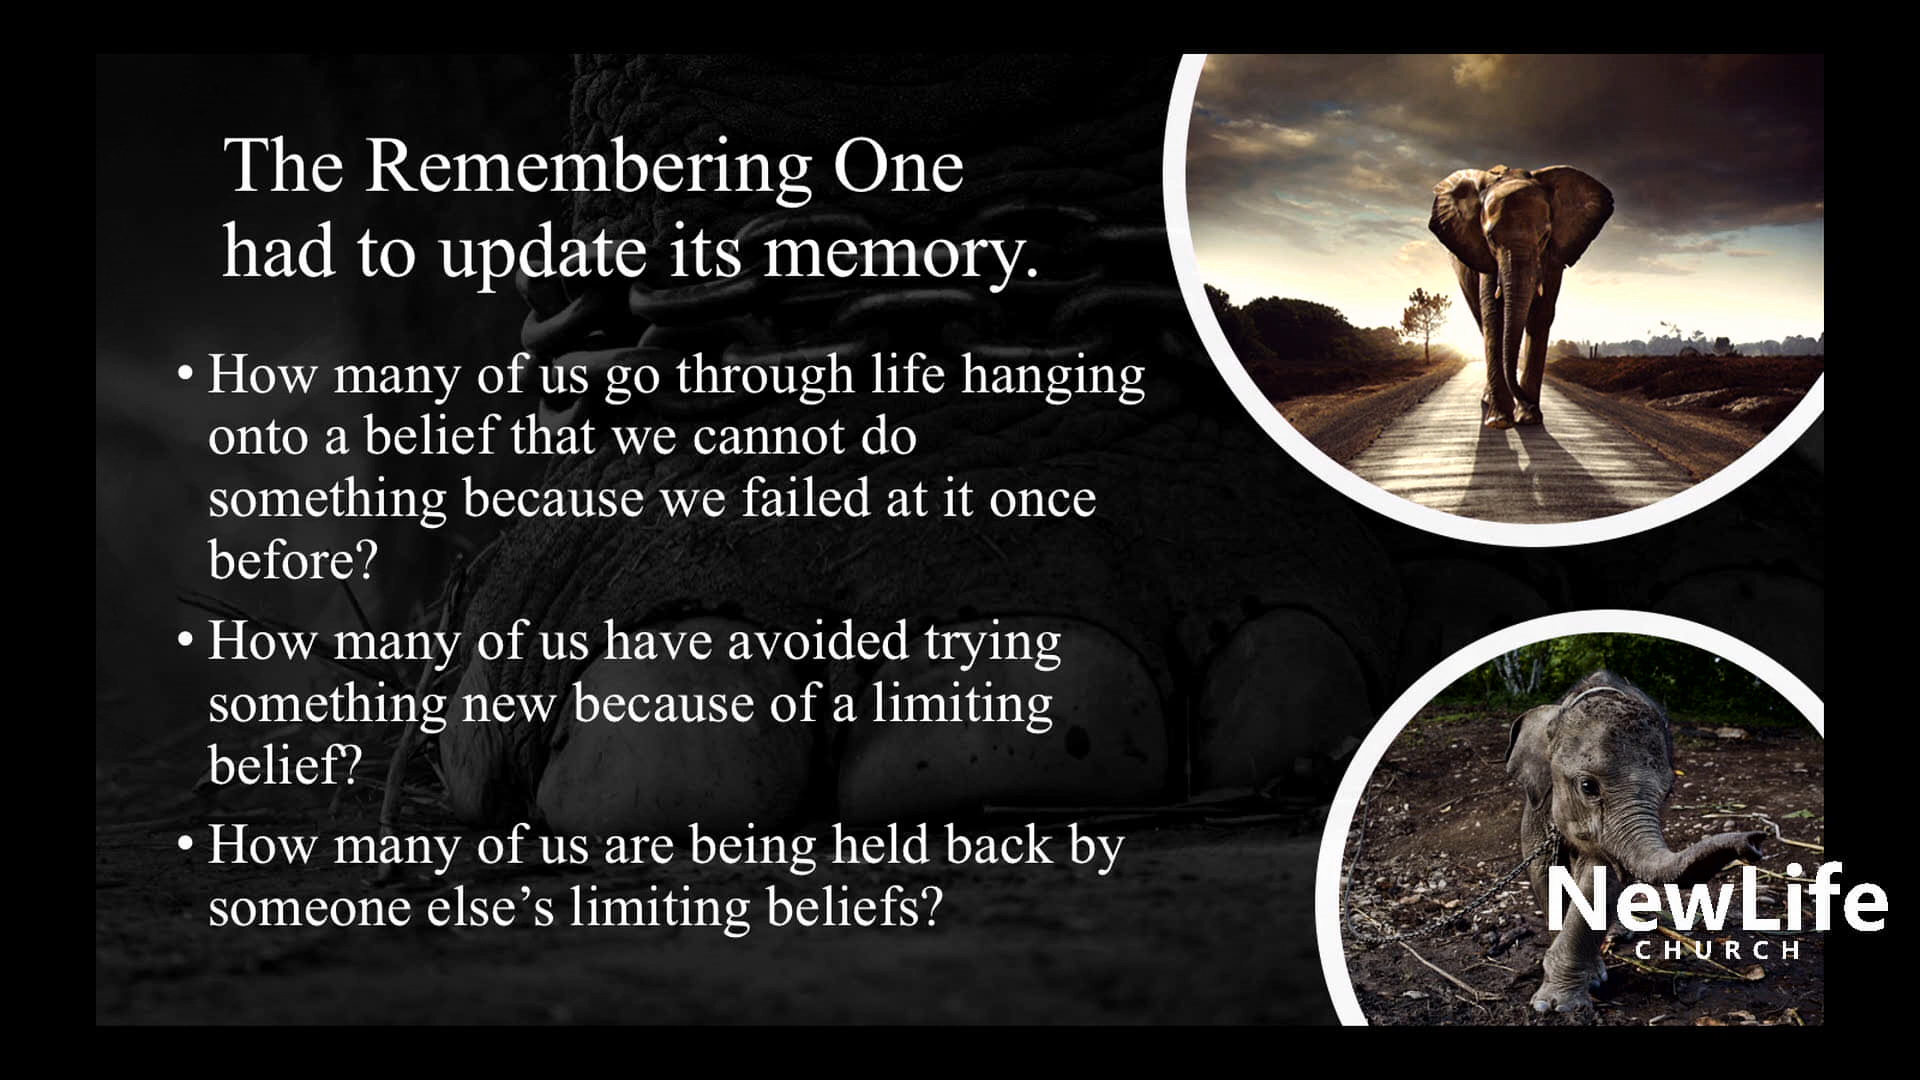 The Remembering One
had to update its memory.
• How many of us go through life hanging
onto a belief that we cannot do
something because we failed at it once
before?
• How many of us have avoided trying
something new because of a limiting
belief?
• How many of us are being held back by
someone else’s limiting beliefs?
NewLife
CHURCH